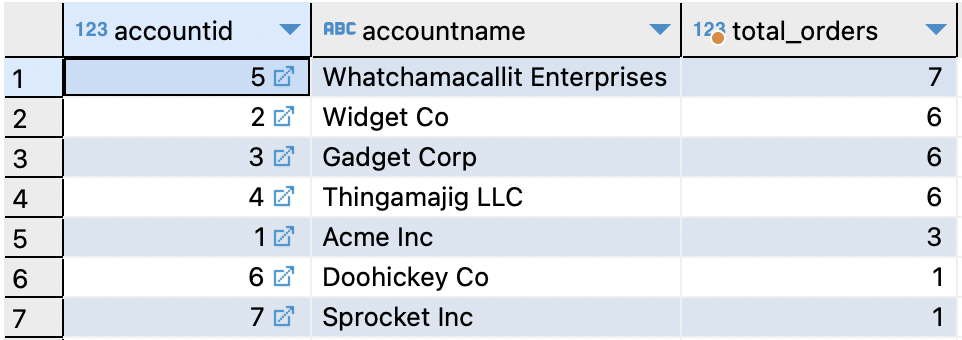 123 accountid ABC accountname 123 total_orders
1 5 Whatchamacallit Enterprises 7
2 2 Widget Co 6
3 3 Gadget Corp 6
4 4 Thingamajig LLC 6
5 1 Acme Inc 3
6 6 Doohickey Co 1
7 7 Sprocket Inc 1